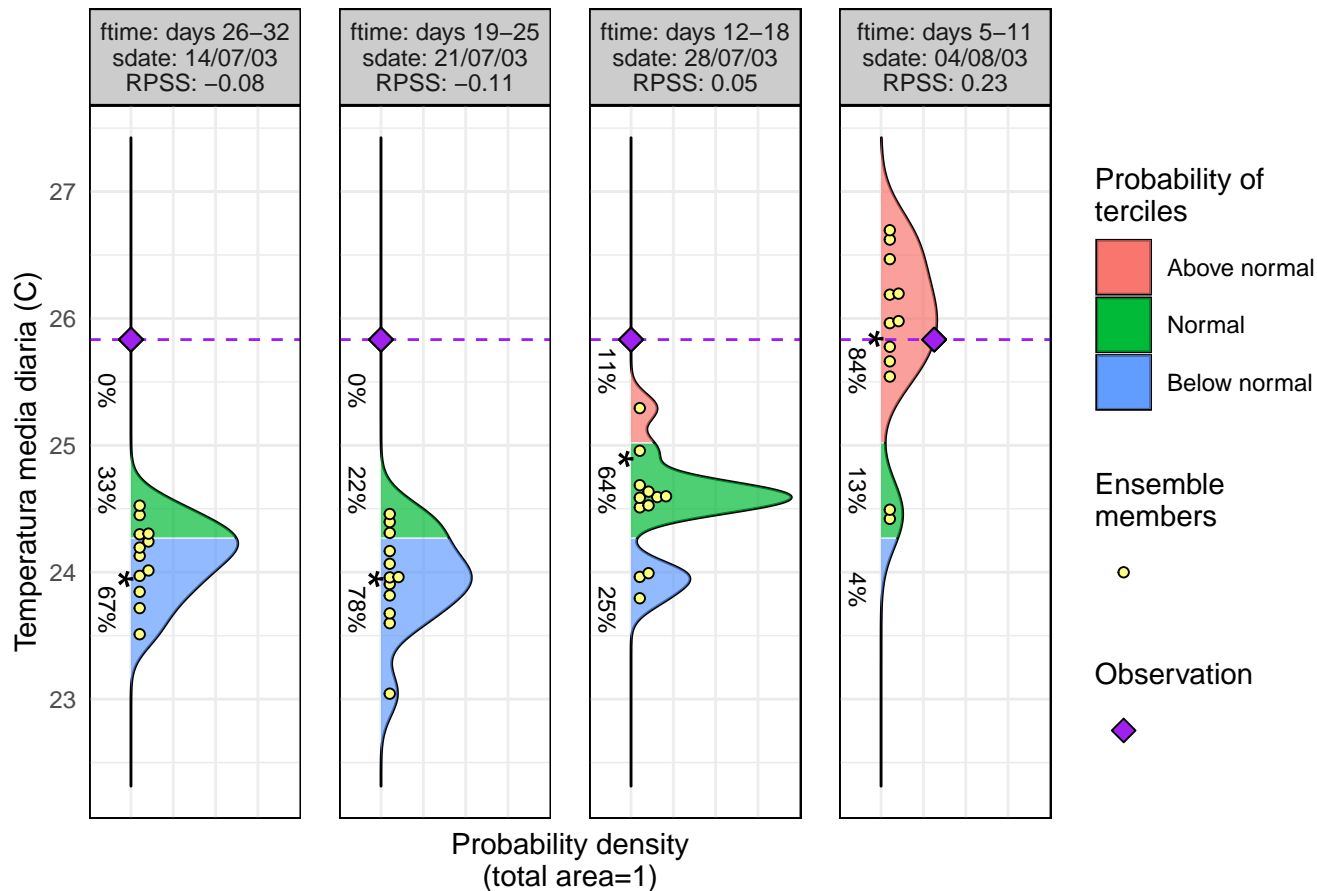 ftime: days 26−32
sdate: 14/07/03
RPSS: −0.08
ftime: days 19−25
sdate: 21/07/03
RPSS: −0.11
ftime: days 12−18
sdate: 28/07/03
RPSS: 0.05
ftime: days 5−11
sdate: 04/08/03
RPSS: 0.23
Temperatura media diaria (C)
27
26
25
24
23
0%
33%
67%
*
0%
22%
78%
*
11%
64%
25%
*
84%
13%
4%
*
Probability density
(total area=1)
Probability of
terciles
Above normal
Normal
Below normal
Ensemble
members
Observation